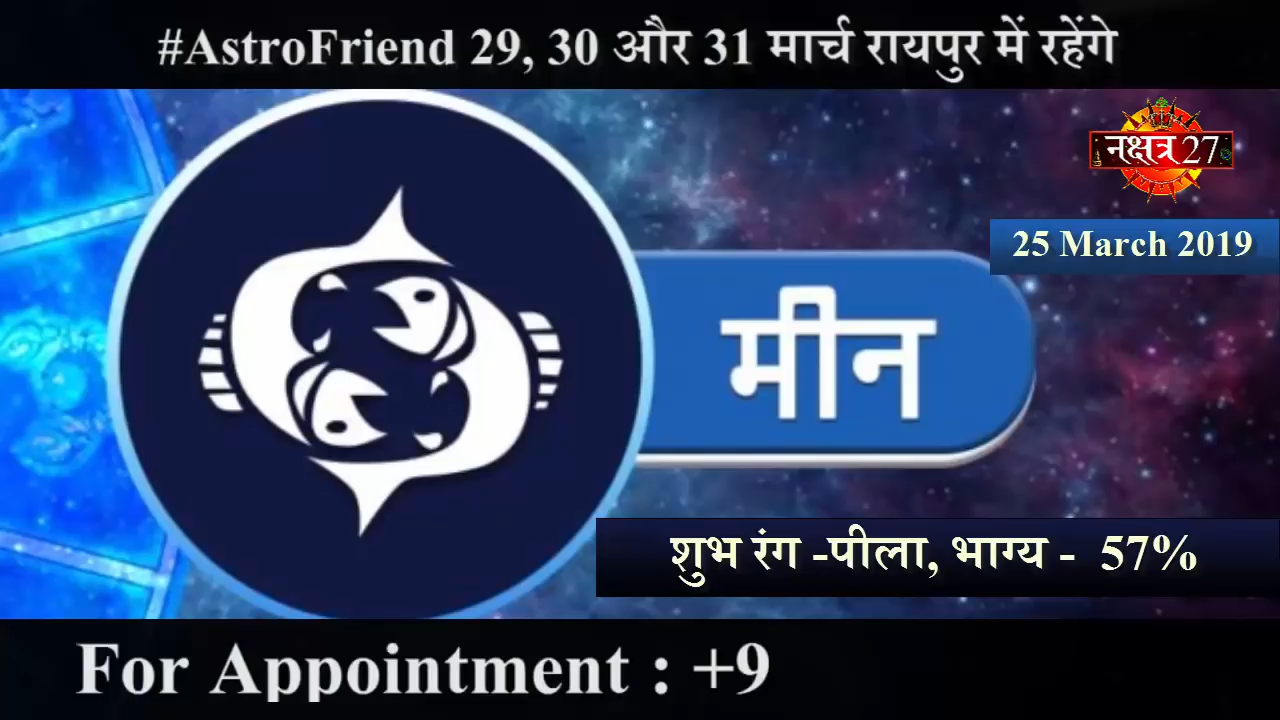 #AstroFriend 29, 30 और 31 मार्च रायपुर में रहेंगे
नक्षत्र 27
25 March 2019
मीन
शुभ रंग -पीला, भाग्य - 57%
For Appointment : +9